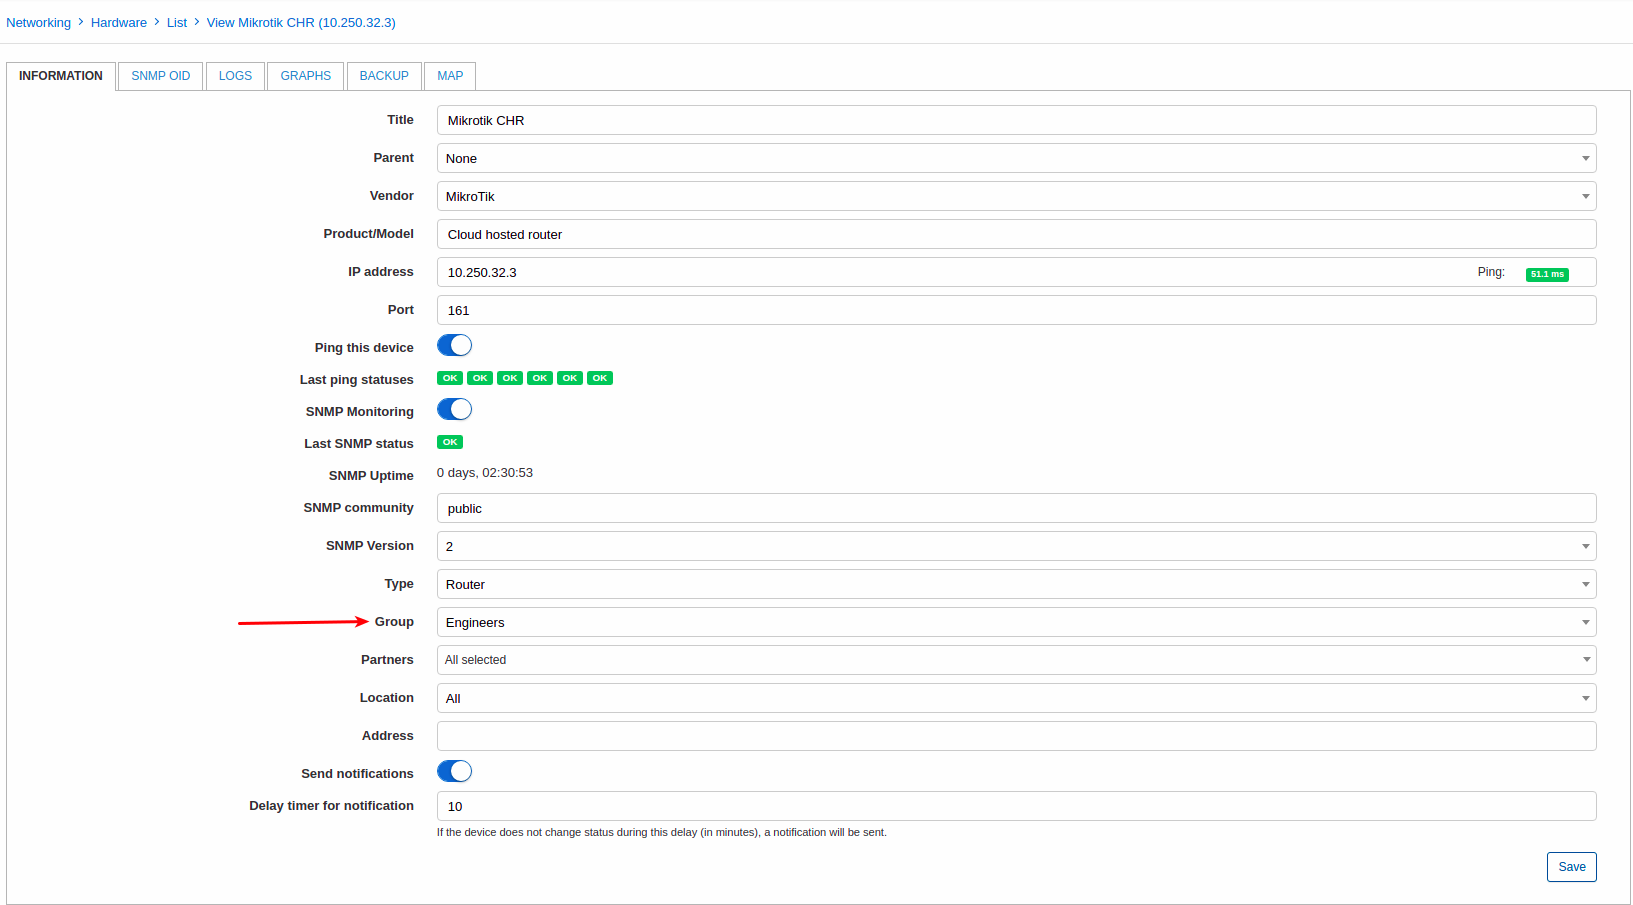 Networking > Hardware > List > View Mikrotik CHR (10.250.32.3)
INFORMATION SNMP OID LOGS GRAPHS BACKUP MAP
Title Mikrotik CHR
Parent None
Vendor MikroTik
Product/Model Cloud hosted router
IP address 10.250.32.3 Ping: 51.1 ms
Port 161
Ping this device
Last ping statuses OK OK OK OK OK OK
SNMP Monitoring
Last SNMP status OK
SNMP Uptime 0 days, 02:30:53
SNMP community public
SNMP Version 2
Type Router
Group Engineers
Partners All selected
Location All
Address
Send notifications
Delay timer for notification 10
If the device does not change status during this delay (in minutes), a notification will be sent.
Save